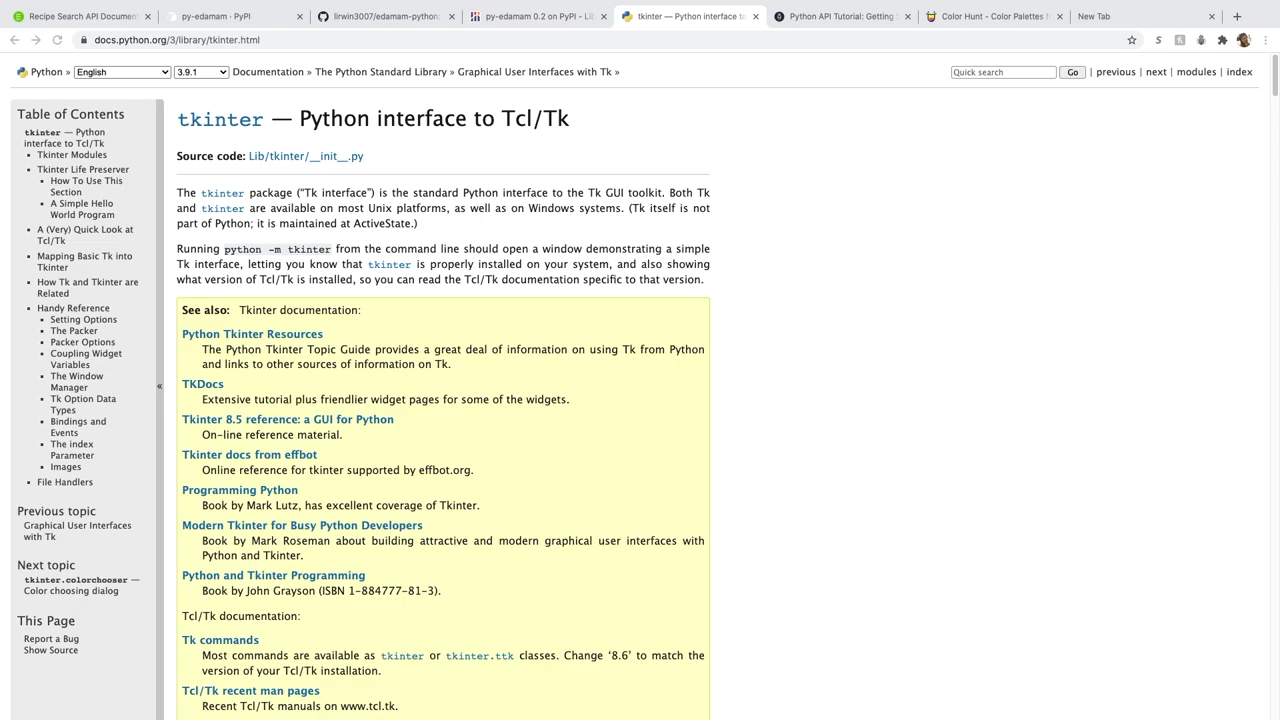 Recipe Search API Document
py-edamam · PyPI
lirwin3007/edamam-python:
py-edamam 0.2 on PyPI - Lib
tkinter — Python interface to
Python API Tutorial: Getting S
Color Hunt - Color Palettes fo
New Tab
docs.python.org/3/library/tkinter.html
Python » English 3.9.1 Documentation » The Python Standard Library » Graphical User Interfaces with Tk » Quick search Go | previous | next | modules | index
Table of Contents
tkinter — Python
interface to Tcl/Tk
Tkinter Modules
Tkinter Life Preserver
How To Use This
Section
A Simple Hello
World Program
A (Very) Quick Look at
Tcl/Tk
Mapping Basic Tk into
Tkinter
How Tk and Tkinter are
Related
Handy Reference
Setting Options
The Packer
Packer Options
Coupling Widget
Variables
The Window
Manager
Tk Option Data
Types
Bindings and
Events
The index
Parameter
Images
File Handlers
Previous topic
Graphical User Interfaces
with Tk
Next topic
tkinter.colorchooser —
Color choosing dialog
This Page
Report a Bug
Show Source
«
tkinter — Python interface to Tcl/Tk
Source code: Lib/tkinter/__init__.py
The tkinter package (“Tk interface”) is the standard Python interface to the Tk GUI toolkit. Both Tk
and tkinter are available on most Unix platforms, as well as on Windows systems. (Tk itself is not
part of Python; it is maintained at ActiveState.)
Running python -m tkinter from the command line should open a window demonstrating a simple
Tk interface, letting you know that tkinter is properly installed on your system, and also showing
what version of Tcl/Tk is installed, so you can read the Tcl/Tk documentation specific to that version.
See also: Tkinter documentation:
Python Tkinter Resources
The Python Tkinter Topic Guide provides a great deal of information on using Tk from Python
and links to other sources of information on Tk.
TKDocs
Extensive tutorial plus friendlier widget pages for some of the widgets.
Tkinter 8.5 reference: a GUI for Python
On-line reference material.
Tkinter docs from effbot
Online reference for tkinter supported by effbot.org.
Programming Python
Book by Mark Lutz, has excellent coverage of Tkinter.
Modern Tkinter for Busy Python Developers
Book by Mark Roseman about building attractive and modern graphical user interfaces with
Python and Tkinter.
Python and Tkinter Programming
Book by John Grayson (ISBN 1-884777-81-3).
Tcl/Tk documentation:
Tk commands
Most commands are available as tkinter or tkinter.ttk classes. Change ‘8.6’ to match the
version of your Tcl/Tk installation.
Tcl/Tk recent man pages
Recent Tcl/Tk manuals on www.tcl.tk.